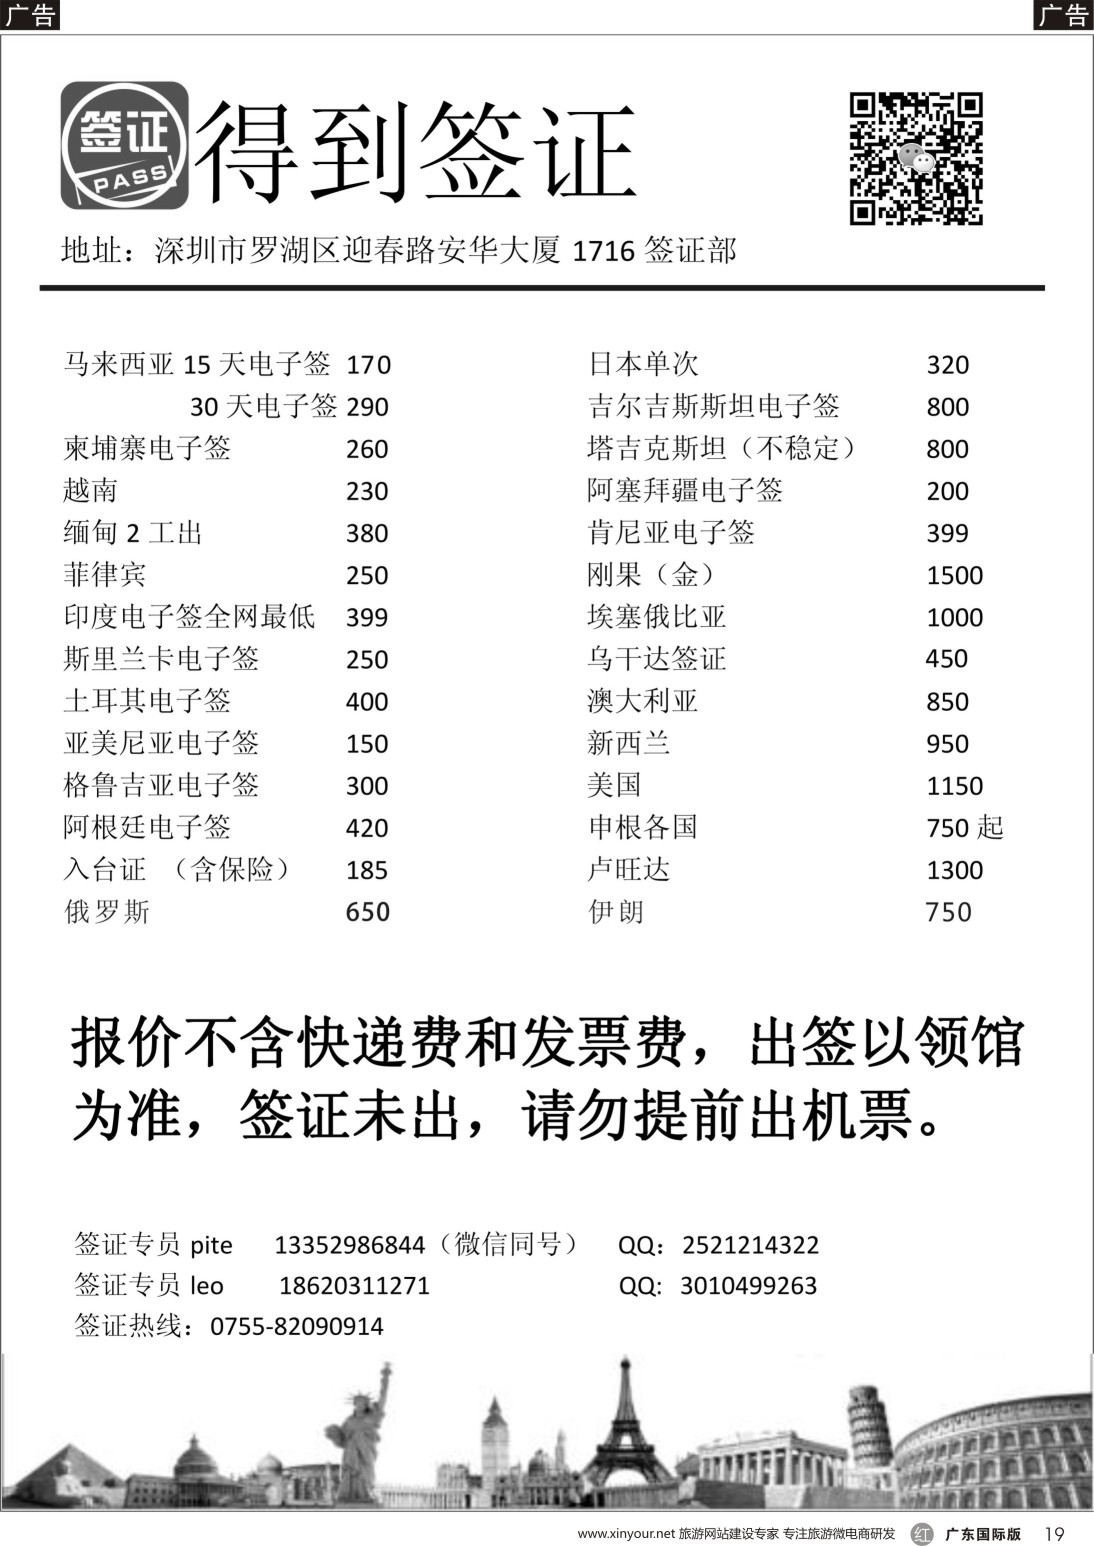 广告
广告
签证
PASS
得到签证
地址：深圳市罗湖区迎春路安华大厦 1716 签证部
马来西亚 15 天电子签 170
30 天电子签 290
柬埔寨电子签 260
越南 230
缅甸 2 工出 380
菲律宾 250
印度电子签全网最低 399
斯里兰卡电子签 250
土耳其电子签 400
亚美尼亚电子签 150
格鲁吉亚电子签 300
阿根廷电子签 420
入台证 （含保险） 185
俄罗斯 650
日本单次 320
吉尔吉斯斯坦电子签 800
塔吉克斯坦（不稳定） 800
阿塞拜疆电子签 200
肯尼亚电子签 399
刚果（金） 1500
埃塞俄比亚 1000
乌干达签证 450
澳大利亚 850
新西兰 950
美国 1150
申根各国 750 起
卢旺达 1300
伊朗 750
报价不含快递费和发票费，出签以领馆
为准，签证未出，请勿提前出机票。
签证专员 pite 13352986844（微信同号） QQ：2521214322
签证专员 leo 18620311271 QQ: 3010499263
签证热线：0755-82090914
www.xinyour.net 旅游网站建设专家 专注旅游微电商研发 红 广东国际版 19